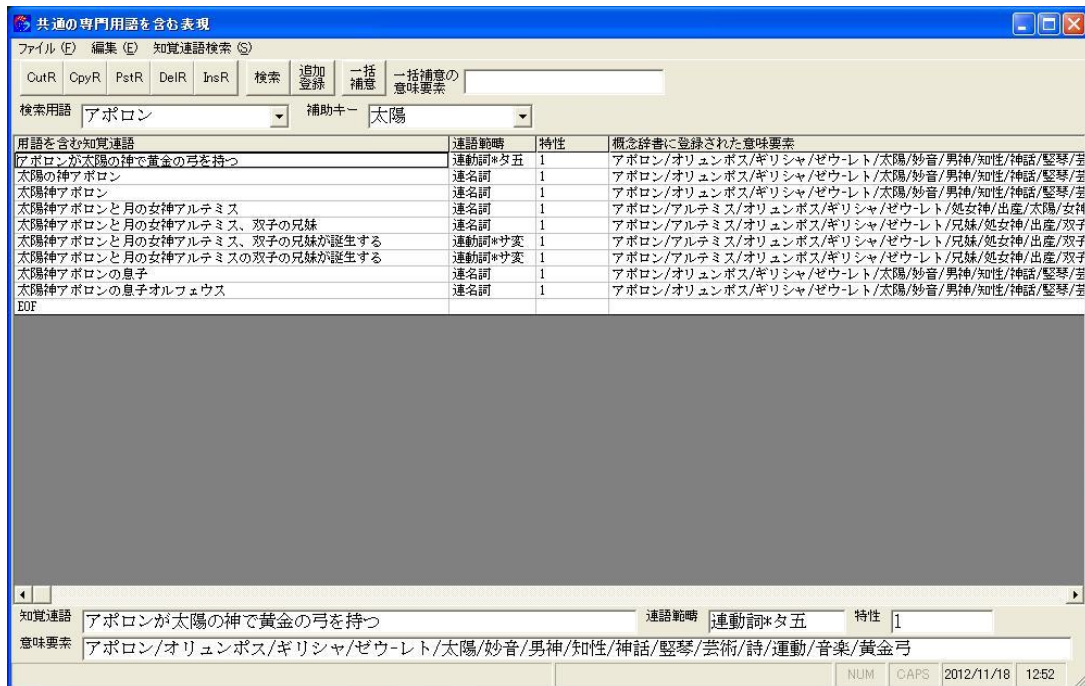 共通の専門用語を含む表現
ファイル (F) 編集 (E) 知覚連語検索 (S)
CutR CpyR PstR DelR InsR 検索 追加登録 一括補意 一括補意の意味要素
検索用語 アポロン 補助キー 太陽
用語を含む知覚連語 連語範疇 特性 概念辞書に登録された意味要素
アポロンが太陽の神で黄金の弓を持つ 連動詞*タ五 1 アポロン/オリュンポス/ギリシャ/ゼウ-レト/太陽/妙音/男神/知性/神話/竪琴/芸
太陽の神アポロン 連名詞 1 アポロン/オリュンポス/ギリシャ/ゼウ-レト/太陽/妙音/男神/知性/神話/竪琴/芸
太陽神アポロン 連名詞 1 アポロン/オリュンポス/ギリシャ/ゼウ-レト/太陽/妙音/男神/知性/神話/竪琴/芸
太陽神アポロンと月の女神アルテミス 連名詞 1 アポロン/アルテミス/オリュンポス/ギリシャ/ゼウ-レト/処女神/出産/太陽/女神
太陽神アポロンと月の女神アルテミス、双子の兄妹 連名詞 1 アポロン/アルテミス/オリュンポス/ギリシャ/ゼウ-レト/兄妹/処女神/出産/双子
太陽神アポロンと月の女神アルテミス、双子の兄妹が誕生する 連動詞*サ変 1 アポロン/アルテミス/オリュンポス/ギリシャ/ゼウ-レト/兄妹/処女神/出産/双子
太陽神アポロンと月の女神アルテミスの双子の兄妹が誕生する 連動詞*サ変 1 アポロン/アルテミス/オリュンポス/ギリシャ/ゼウ-レト/兄妹/処女神/出産/双子
太陽神アポロンの息子 連名詞 1 アポロン/オリュンポス/ギリシャ/ゼウ-レト/太陽/妙音/男神/知性/神話/竪琴/芸
太陽神アポロンの息子オルフェウス 連名詞 1 アポロン/オリュンポス/ギリシャ/ゼウ-レト/太陽/妙音/男神/知性/神話/竪琴/芸
EOF
知覚連語 アポロンが太陽の神で黄金の弓を持つ 連語範疇 連動詞*タ五 特性 1
意味要素 アポロン/オリュンポス/ギリシャ/ゼウ-レト/太陽/妙音/男神/知性/神話/竪琴/芸術/詩/運動/音楽/黄金弓
NUM CAPS 2012/11/18 12:52